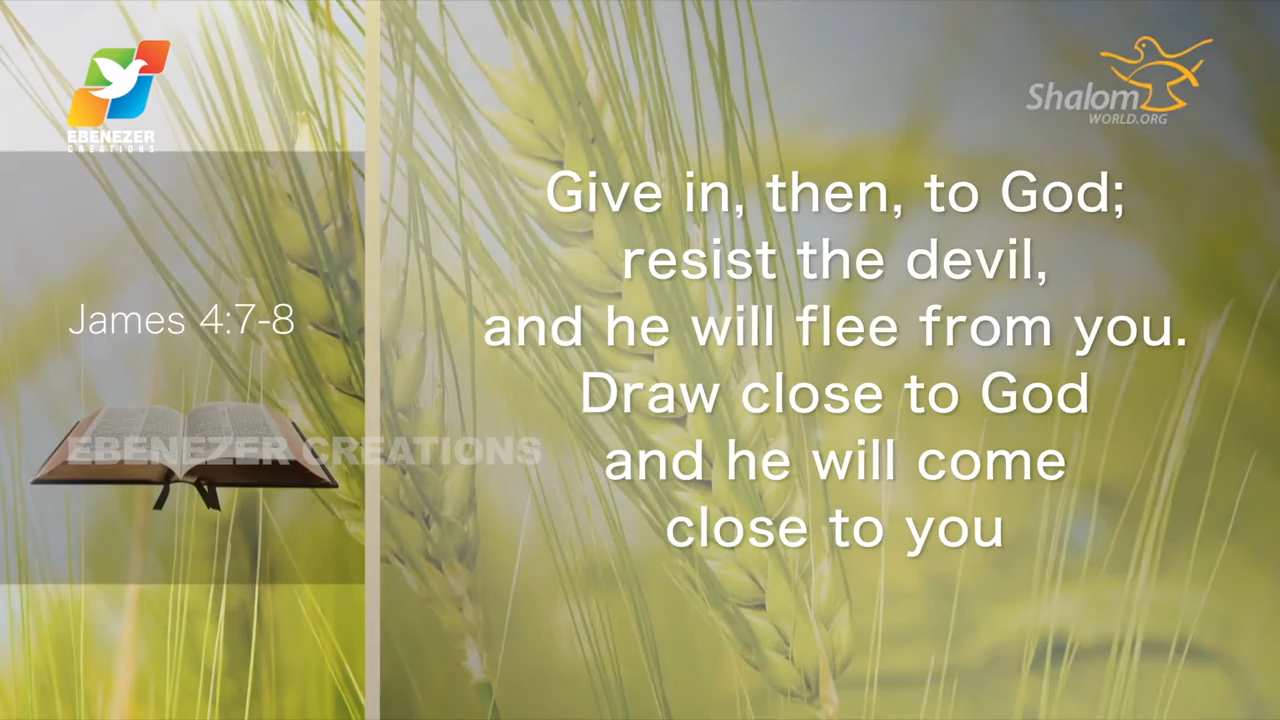 EBENEZER
CREATIONS
Shalom
WORLD.ORG
James 4:7-8
EBENEZER CREATIONS
Give in, then, to God;
resist the devil,
and he will flee from you.
Draw close to God
and he will come
close to you